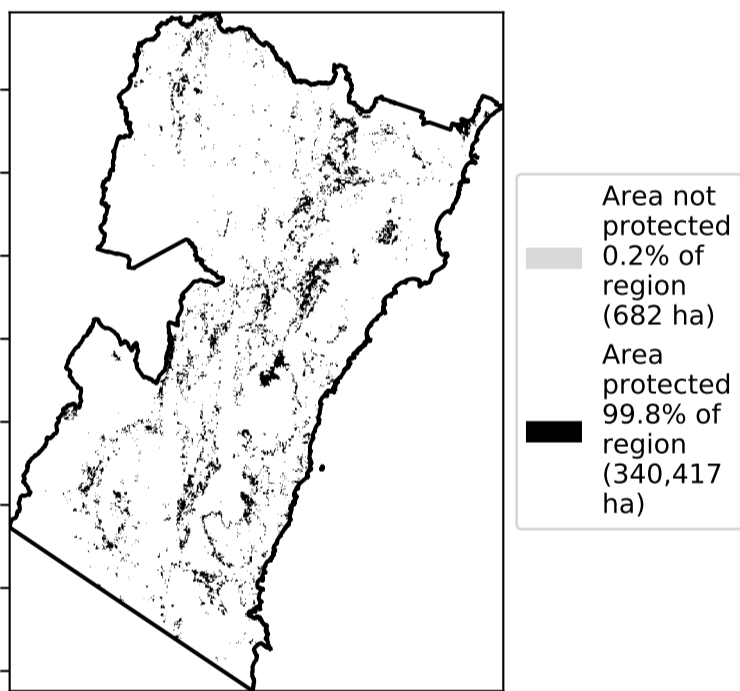 Area not
protected
0.2% of
region
(682 ha)
Area
protected
99.8% of
region
(340,417
ha)